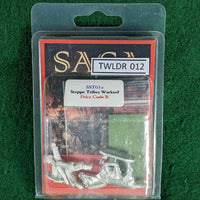 SAGA
TWLDR 012
SST01a
Steppe Tribes Warlord
Price Code B